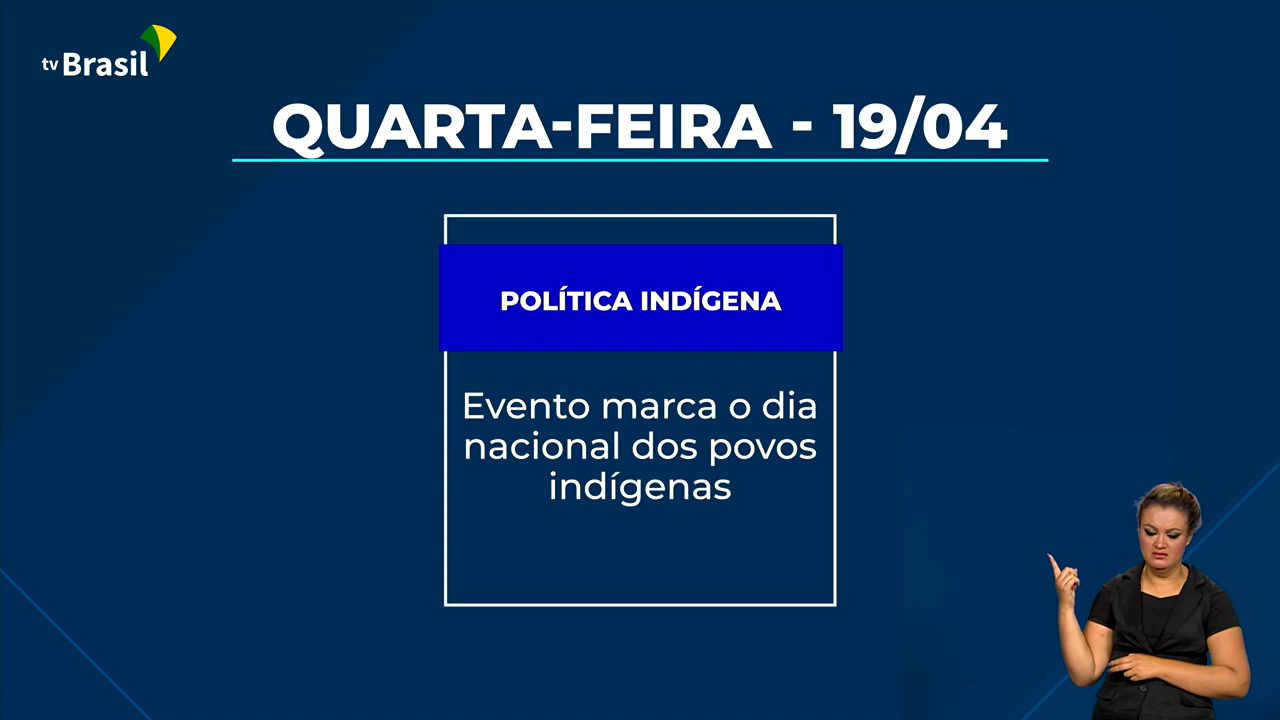 tv Brasil
QUARTA-FEIRA - 19/04
POLÍTICA INDÍGENA
Evento marca o dia
nacional dos povos
indígenas